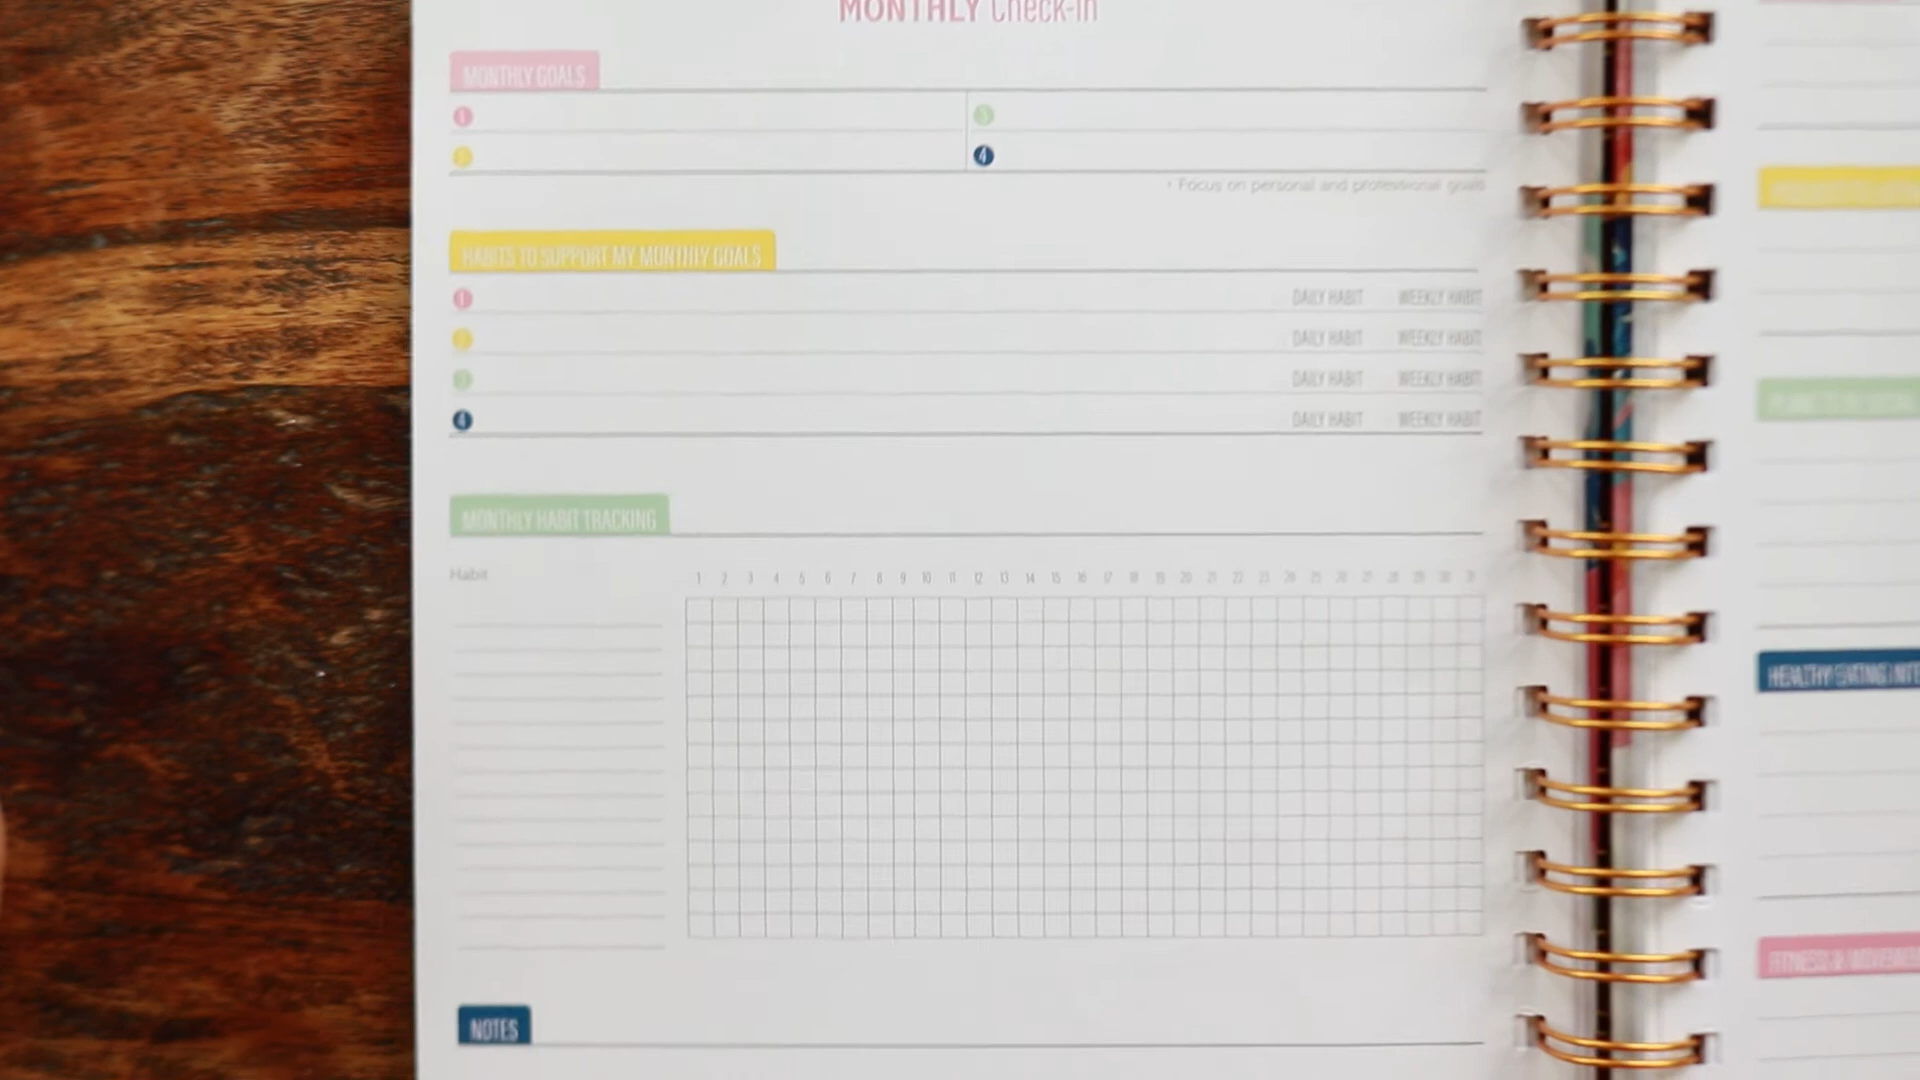 MONTHLY Check-In
MONTHLY GOALS
1
3
2
4
• Focus on personal and professional goals
HABITS TO SUPPORT MY MONTHLY GOALS
1 DAILY HABIT WEEKLY HABIT
2 DAILY HABIT WEEKLY HABIT
3 DAILY HABIT WEEKLY HABIT
4 DAILY HABIT WEEKLY HABIT
MONTHLY HABIT TRACKING
Habit 1 2 3 4 5 6 7 8 9 10 11 12 13 14 15 16 17 18 19 20 21 22 23 24 25 26 27 28 29 30 31
NOTES
HEALTHY EATING
FITNESS &